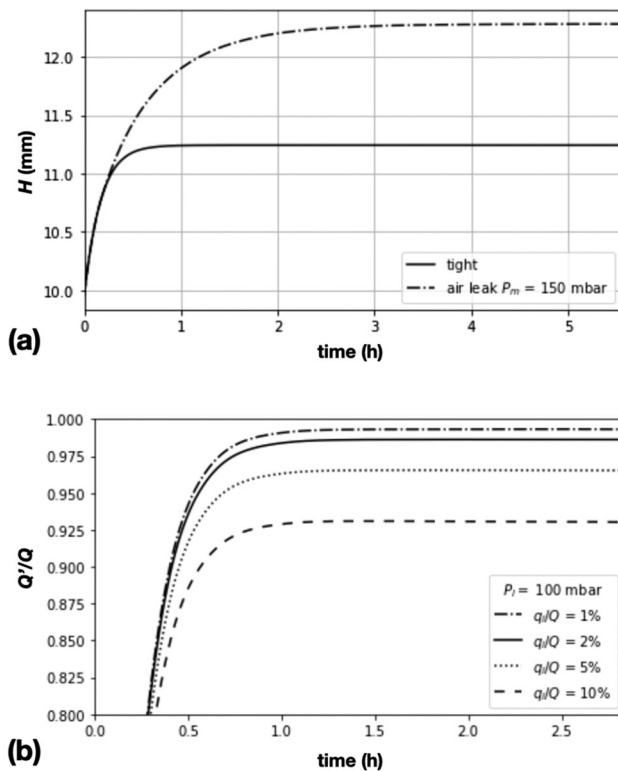 12.0
11.5
11.0
10.5
10.0
H (mm)
tight
air leak Pm = 150 mbar
0 1 2 3 4 5
time (h)
(a)
1.000
0.975
0.950
0.925
0.900
0.875
0.850
0.825
0.800
Q'/Q
Pl = 100 mbar
ql/Q = 1%
ql/Q = 2%
ql/Q = 5%
ql/Q = 10%
0.0 0.5 1.0 1.5 2.0 2.5
time (h)
(b)